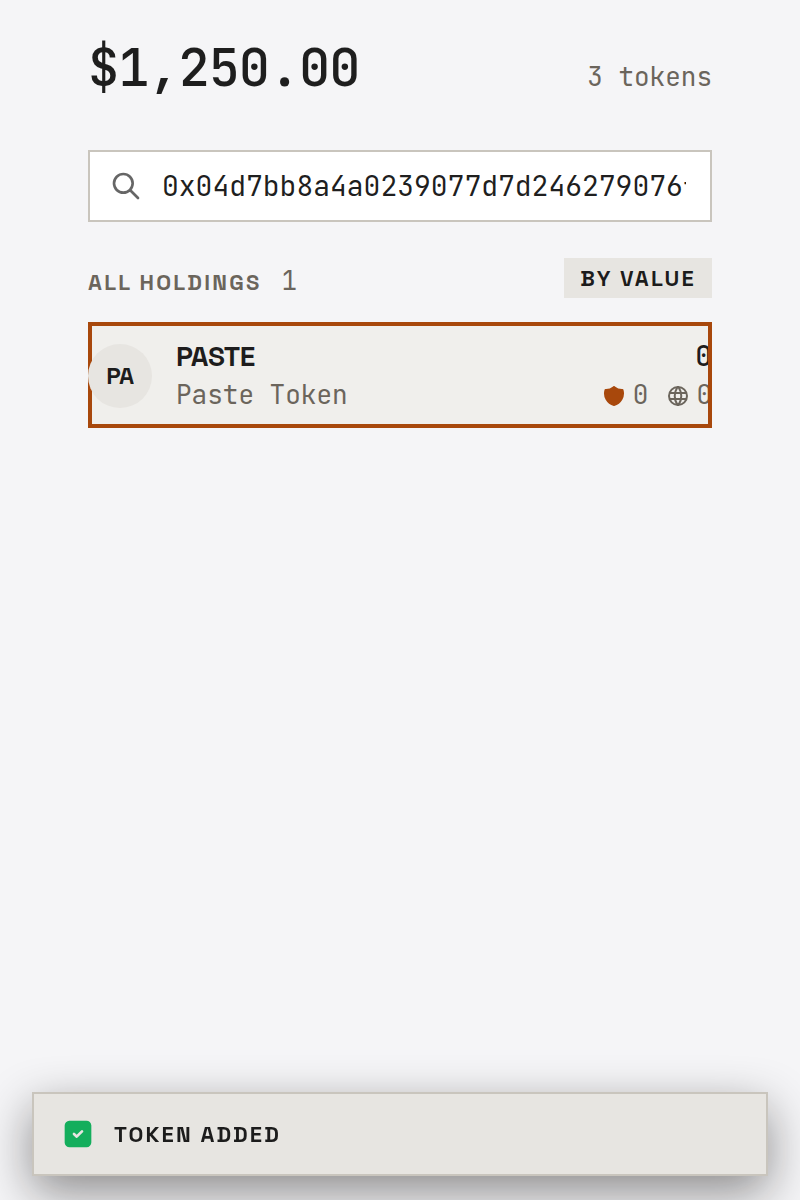 $1,250.00
3 tokens
0x04d7bb8a4a0239077d7d246279076
ALL HOLDINGS 1
BY VALUE
PA
PASTE
0
Paste Token
0 0
TOKEN ADDED